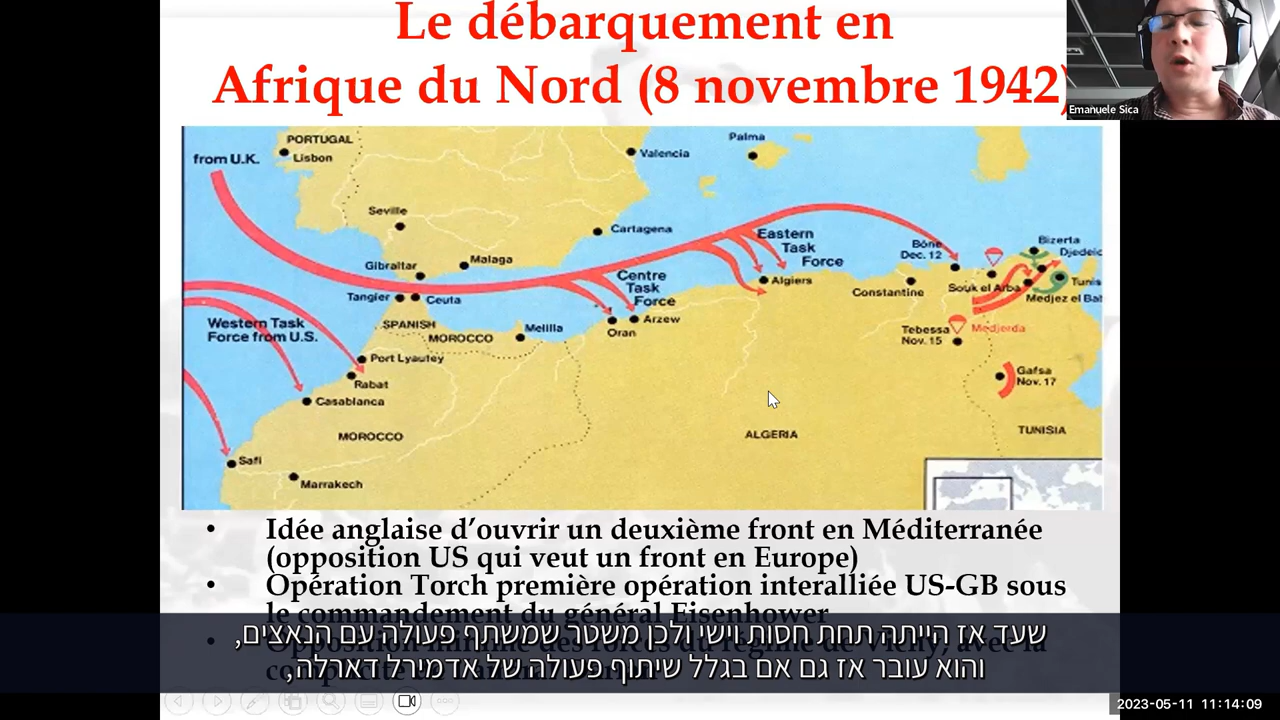 Le débarquement en
Afrique du Nord (8 novembre 1942)
Emanuele Sica
PORTUGAL
Lisbon
from U.K.
Valencia
Palma
Seville
Cartagena
Gibraltar
Malaga
Tangier
Ceuta
Eastern
Task
Force
Centre
Task
Force
Bône
Dec. 12
Bizerta
Djedeid
Tunis
Algiers
Constantine
Souk el Arba
Medjez el Bab
Western Task
Force from U.S.
SPANISH
MOROCCO
Melilla
Oran
Arzew
Tebessa
Nov. 15
Medjerda
Port Lyautey
Rabat
Casablanca
Gafsa
Nov. 17
MOROCCO
ALGERIA
TUNISIA
Safi
Marrakech
• Idée anglaise d’ouvrir un deuxième front en Méditerranée
(opposition US qui veut un front en Europe)
• Opération Torch première opération interalliée US-GB sous
le commandement du général Eisenhower
שעד אז הייתה תחת חסות וישי ולכן משטר שמשתף פעולה עם הנאצים,
והוא עובר אז גם אם בגלל שיתוף פעולה של אדמירל דארלה,
2023-05-11 11:14:09